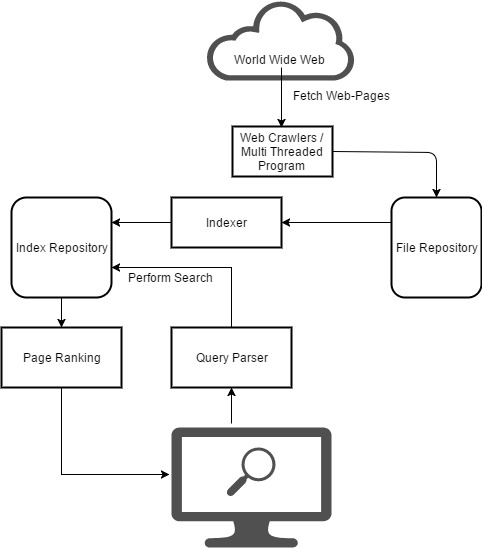 World Wide Web
Fetch Web-Pages
Web Crawlers /
Multi Threaded
Program
Indexer
Index Repository
File Repository
Perform Search
Page Ranking
Query Parser